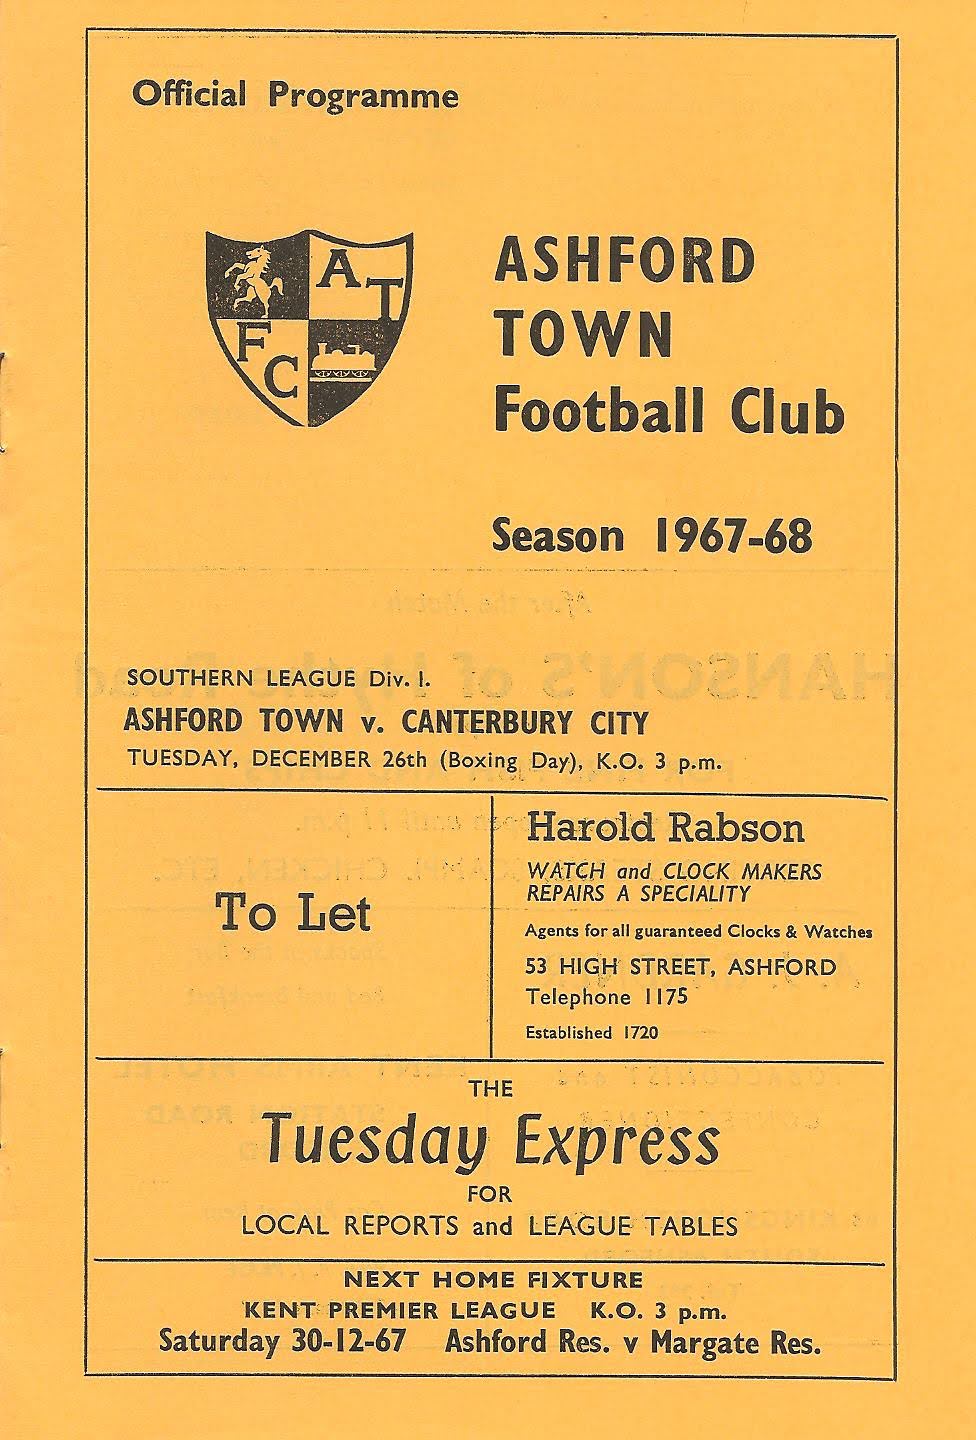 Official Programme
A T
F C
ASHFORD
TOWN
Football Club
Season 1967-68
SOUTHERN LEAGUE Div. I.
ASHFORD TOWN v. CANTERBURY CITY
TUESDAY, DECEMBER 26th (Boxing Day), K.O. 3 p.m.
To Let
Harold Rabson
WATCH and CLOCK MAKERS
REPAIRS A SPECIALITY
Agents for all guaranteed Clocks & Watches
53 HIGH STREET, ASHFORD
Telephone 1175
Established 1720
THE
Tuesday Express
FOR
LOCAL REPORTS and LEAGUE TABLES
NEXT HOME FIXTURE
KENT PREMIER LEAGUE K.O. 3 p.m.
Saturday 30-12-67 Ashford Res. v Margate Res.